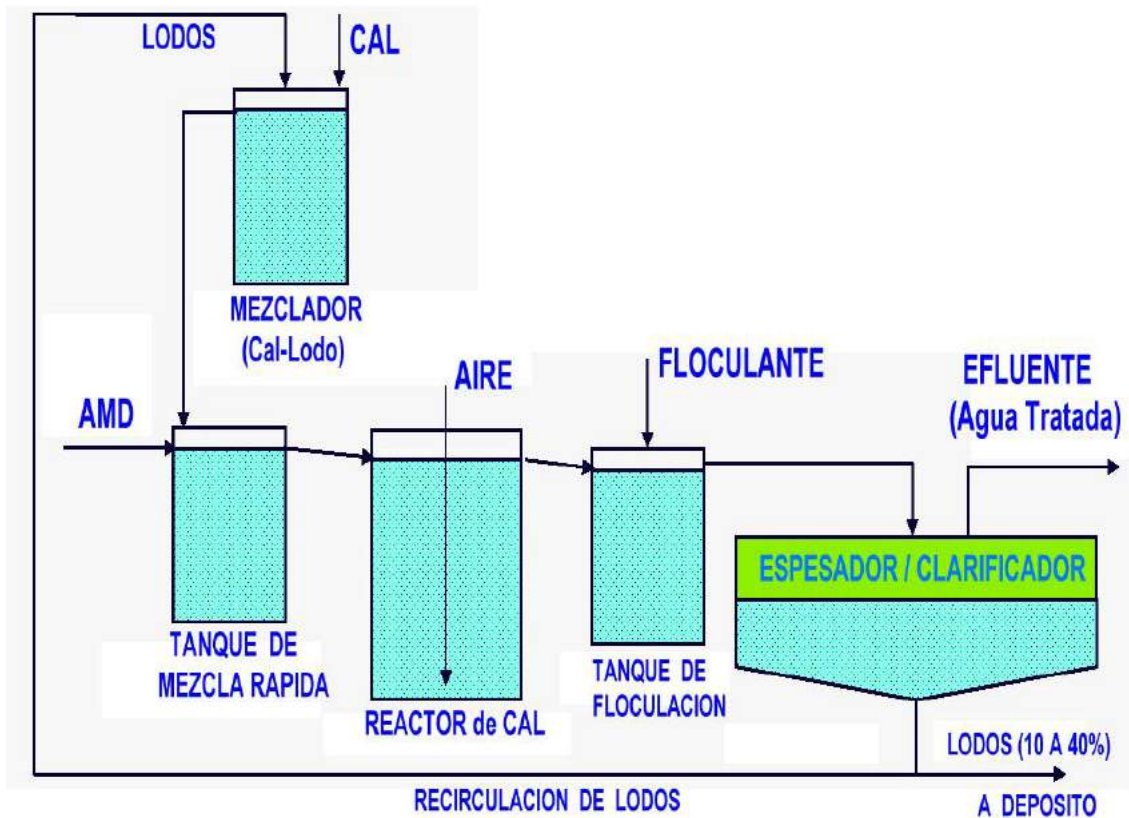 LODOS
CAL
MEZCLADOR
(Cal-Lodo)
AMD
AIRE
FLOCULANTE
EFLUENTE
(Agua Tratada)
TANQUE DE
MEZCLA RAPIDA
REACTOR de CAL
TANQUE DE
FLOCULACION
ESPESADOR / CLARIFICADOR
LODOS (10 A 40%)
RECIRCULACION DE LODOS
A DEPOSITO